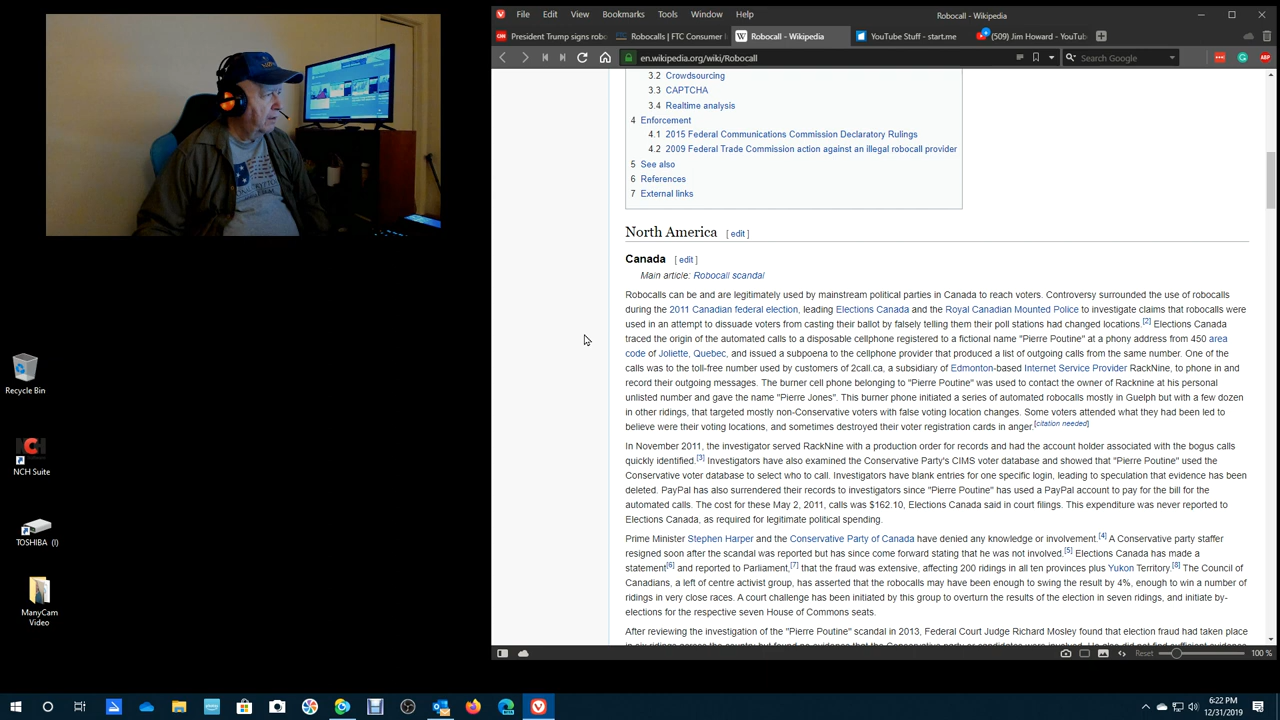 File Edit View Bookmarks Tools Window Help
Robocall - Wikipedia
President Trump signs robo
Robocalls | FTC Consumer
Robocall - Wikipedia
YouTube Stuff - start.me
(509) Jim Howard - YouTub
en.wikipedia.org/wiki/Robocall
Search Google
ABP
3.2 Crowdsourcing
3.3 CAPTCHA
3.4 Realtime analysis
4 Enforcement
4.1 2015 Federal Communications Commission Declaratory Rulings
4.2 2009 Federal Trade Commission action against an illegal robocall provider
5 See also
6 References
7 External links
North America [ edit ]
Canada [ edit ]
Main article: Robocall scandal
Robocalls can be and are legitimately used by mainstream political parties in Canada to reach voters. Controversy surrounded the use of robocalls
during the 2011 Canadian federal election, leading Elections Canada and the Royal Canadian Mounted Police to investigate claims that robocalls were
used in an attempt to dissuade voters from casting their ballot by falsely telling them their poll stations had changed locations.[2] Elections Canada
traced the origin of the automated calls to a disposable cellphone registered to a fictional name "Pierre Poutine" at a phony address from 450 area
code of Joliette, Quebec, and issued a subpoena to the cellphone provider that produced a list of outgoing calls from the same number. One of the
calls was to the toll-free number used by customers of 2call.ca, a subsidiary of Edmonton-based Internet Service Provider RackNine, to phone in and
record their outgoing messages. The burner cell phone belonging to "Pierre Poutine" was used to contact the owner of Racknine at his personal
unlisted number and gave the name "Pierre Jones". This burner phone initiated a series of automated robocalls mostly in Guelph but with a few dozen
in other ridings, that targeted mostly non-Conservative voters with false voting location changes. Some voters attended what they had been led to
believe were their voting locations, and sometimes destroyed their voter registration cards in anger.[citation needed]
In November 2011, the investigator served RackNine with a production order for records and had the account holder associated with the bogus calls
quickly identified.[3] Investigators have also examined the Conservative Party's CIMS voter database and showed that "Pierre Poutine" used the
Conservative voter database to select who to call. Investigators have blank entries for one specific login, leading to speculation that evidence has been
deleted. PayPal has also surrendered their records to investigators since "Pierre Poutine" has used a PayPal account to pay for the bill for the
automated calls. The cost for these May 2, 2011, calls was $162.10, Elections Canada said in court filings. This expenditure was never reported to
Elections Canada, as required for legitimate political spending.
Prime Minister Stephen Harper and the Conservative Party of Canada have denied any knowledge or involvement.[4] A Conservative party staffer
resigned soon after the scandal was reported but has since come forward stating that he was not involved.[5] Elections Canada has made a
statement[6] and reported to Parliament,[7] that the fraud was extensive, affecting 200 ridings in all ten provinces plus Yukon Territory.[8] The Council of
Canadians, a left of centre activist group, has asserted that the robocalls may have been enough to swing the result by 4%, enough to win a number of
ridings in very close races. A court challenge has been initiated by this group to overturn the results of the election in seven ridings, and initiate by-
elections for the respective seven House of Commons seats.
After reviewing the investigation of the "Pierre Poutine" scandal in 2013, Federal Court Judge Richard Mosley found that election fraud had taken place
Reset 100 %
Recycle Bin
NCH Suite
TOSHIBA (I)
ManyCam
Video
6:22 PM
12/31/2019